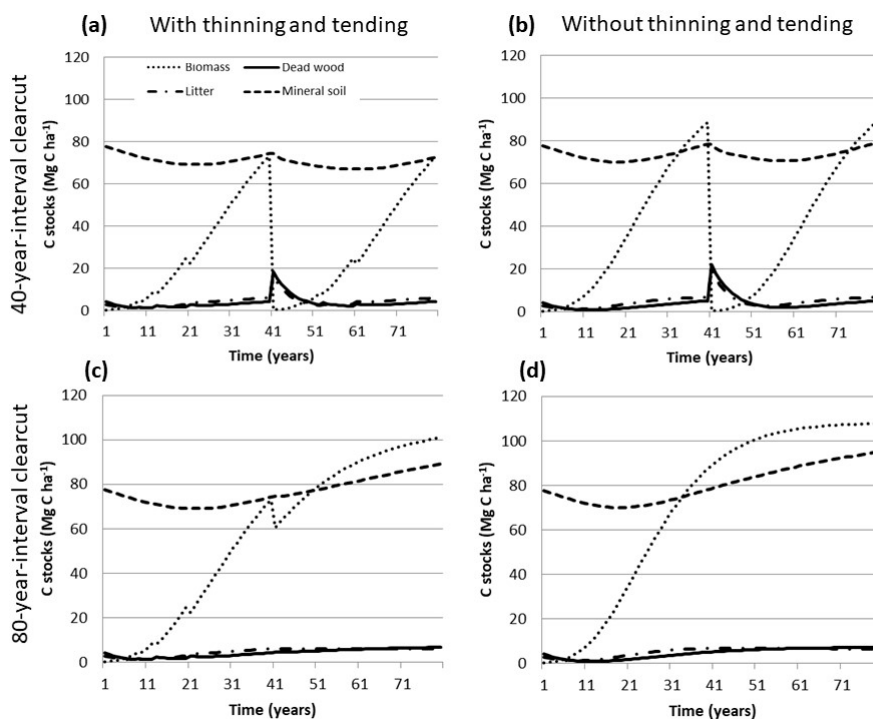 (a) With thinning and tending
(b) Without thinning and tending
40-year-interval clearcut
80-year-interval clearcut
C stocks (Mg C ha⁻¹)
120
100
80
60
40
20
0
Biomass Dead wood
Litter Mineral soil
1 11 21 31 41 51 61 71
Time (years)
C stocks (Mg C ha⁻¹)
120
100
80
60
40
20
0
1 11 21 31 41 51 61 71
Time (years)
(c)
C stocks (Mg C ha⁻¹)
120
100
80
60
40
20
0
1 11 21 31 41 51 61 71
Time (years)
(d)
C stocks (Mg C ha⁻¹)
120
100
80
60
40
20
0
1 11 21 31 41 51 61 71
Time (years)